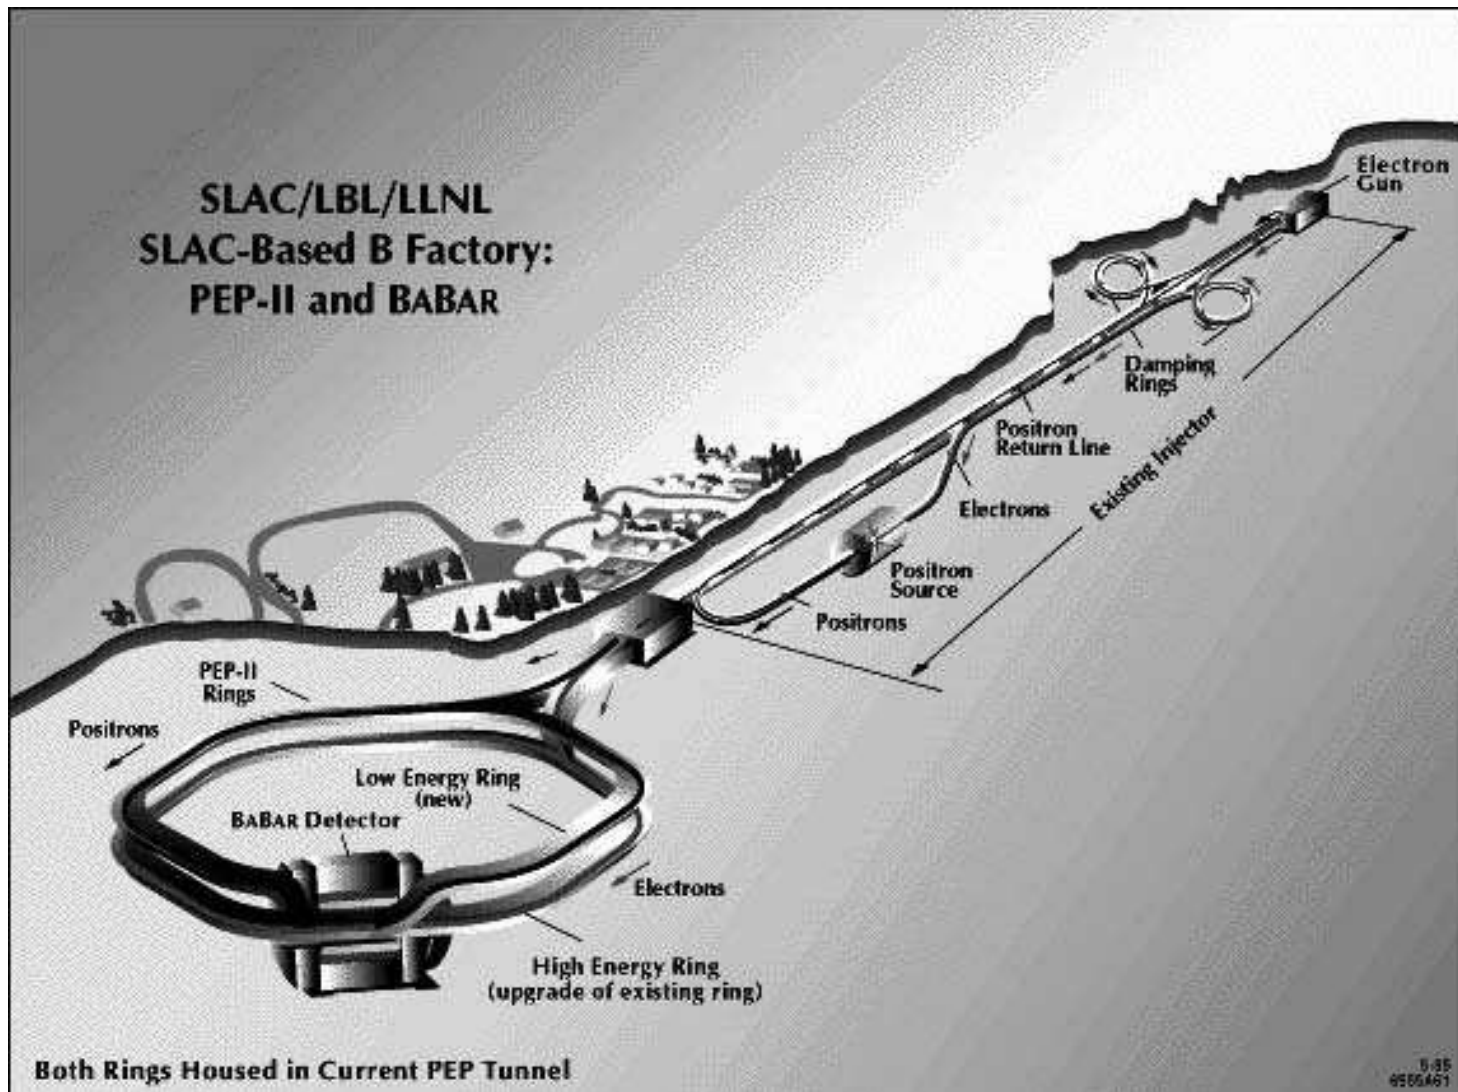 SLAC/LBL/LLNL
SLAC-Based B Factory:
PEP-II and BABAR
Electron
Gun
Damping
Rings
Positron
Return Line
Existing Injector
Electrons
Positron
Source
Positrons
PEP-II
Rings
Positrons
Low Energy Ring
(new)
BABAR Detector
Electrons
High Energy Ring
(upgrade of existing ring)
Both Rings Housed in Current PEP Tunnel